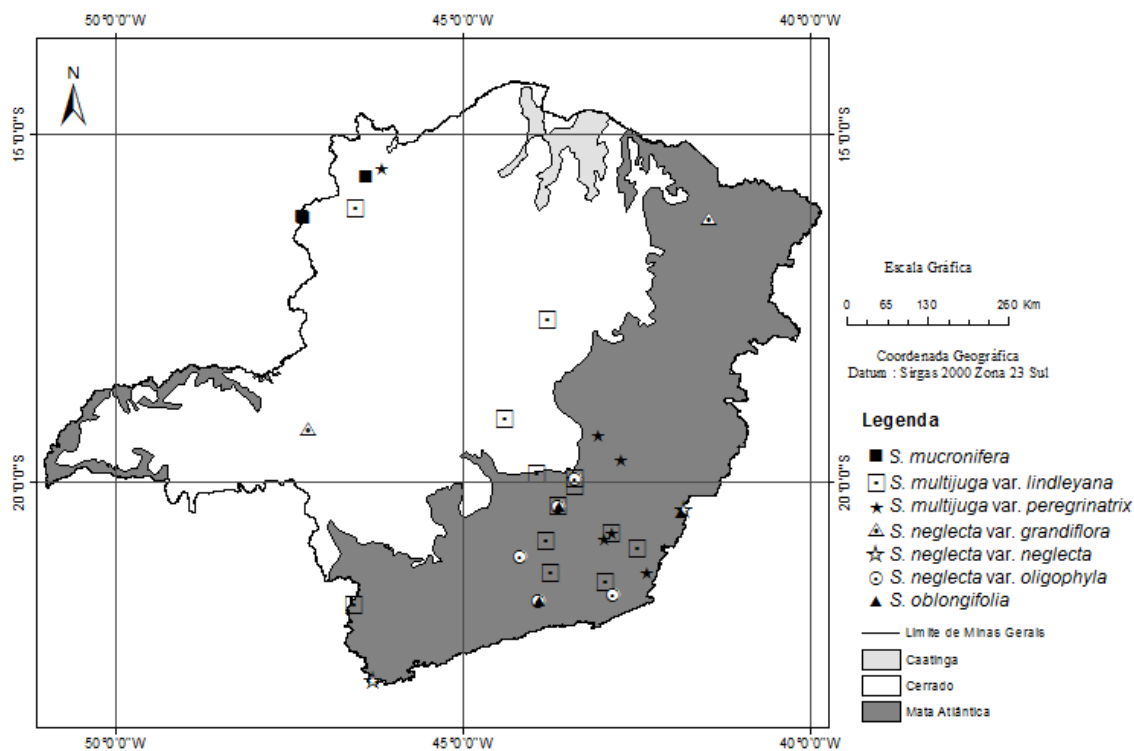 50°0'0"W 45°0'0"W 40°0'0"W
N
15°0'0"S 15°0'0"S
20°0'0"S 20°0'0"S
50°0'0"W 45°0'0"W 40°0'0"W
Escala Gráfica
0 65 130 260 Km
Coordenada Geográfica
Datum : Sirgas 2000 Zona 23 Sul
Legenda
S. mucronifera
S. multijuga var. lindleyana
S. multijuga var. peregrinatrix
S. neglecta var. grandiflora
S. neglecta var. neglecta
S. neglecta var. oligophyla
S. oblongifolia
Limite de Minas Gerais
Caatinga
Cerrado
Mata Atlântica